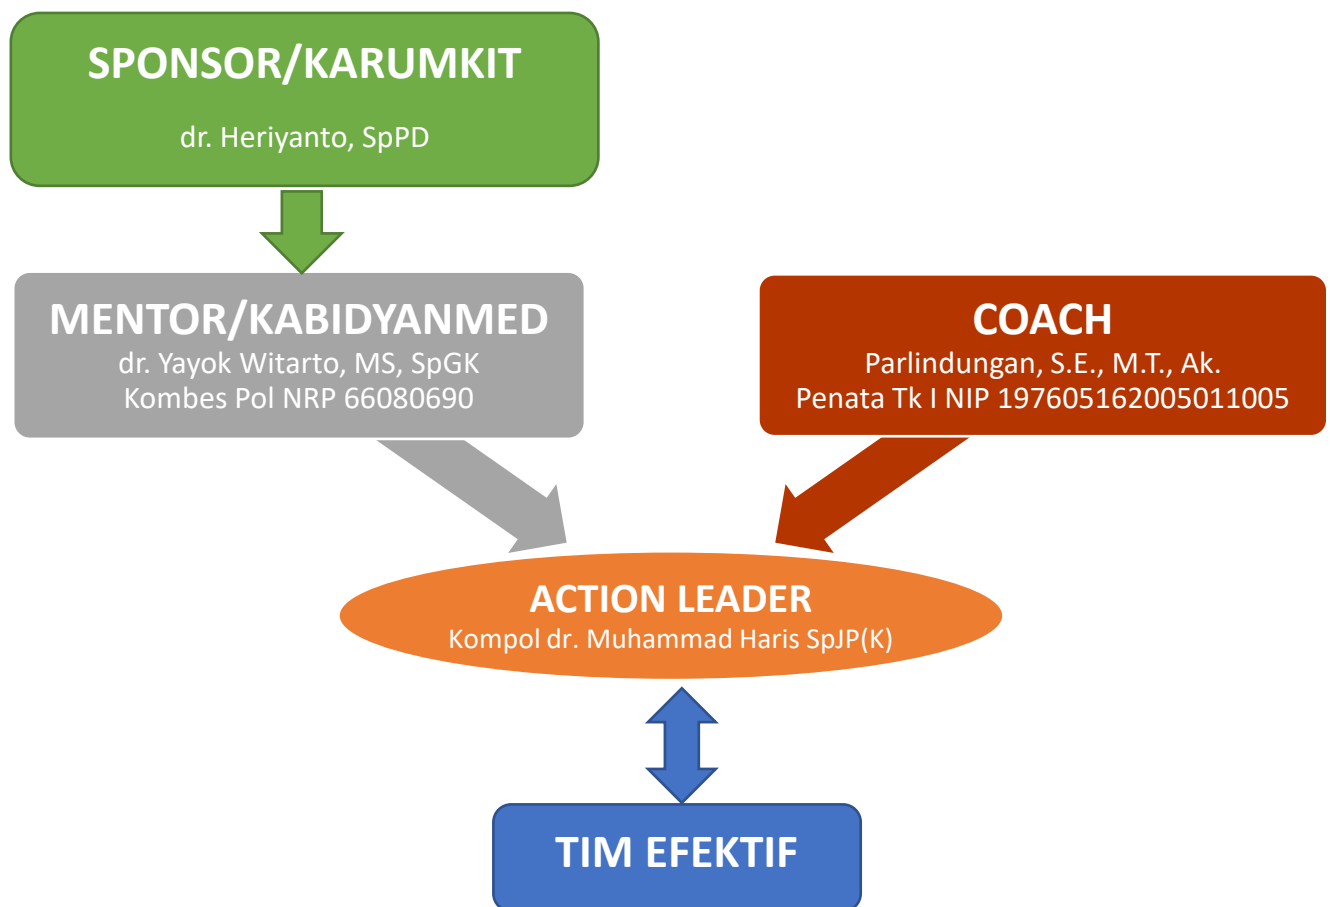 SPONSOR/KARUMKIT
dr. Heriyanto, SpPD
MENTOR/KABIDYANMED
dr. Yayok Witarto, MS, SpGK
Kombes Pol NRP 66080690
COACH
Parlindungan, S.E., M.T., Ak.
Penata Tk I NIP 197605162005011005
ACTION LEADER
Kompol dr. Muhammad Haris SpJP(K)
TIM EFEKTIF